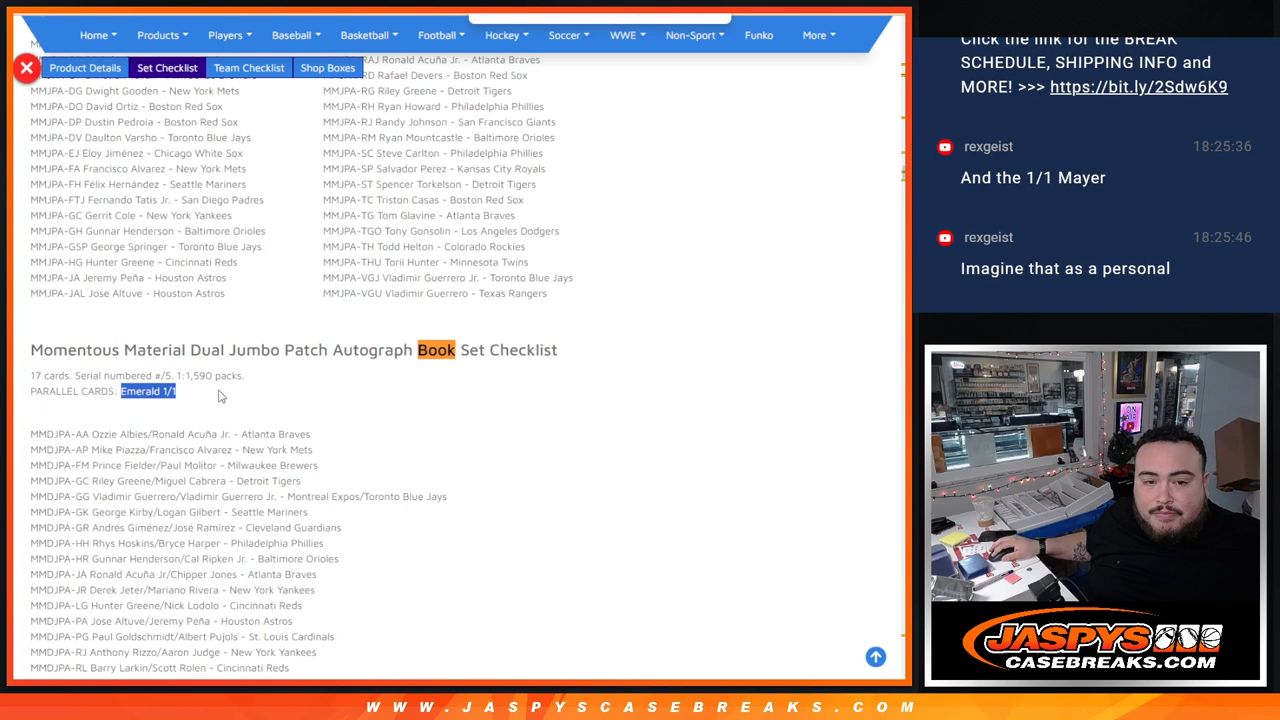 Home Products Players Baseball Basketball Football Hockey Soccer WWE Non-Sport Funko More
Product Details Set Checklist Team Checklist Shop Boxes
MMJPA-DG Dwight Gooden - New York Mets
MMJPA-DO David Ortiz - Boston Red Sox
MMJPA-DP Dustin Pedroia - Boston Red Sox
MMJPA-DV Daulton Varsho - Toronto Blue Jays
MMJPA-EJ Eloy Jiménez - Chicago White Sox
MMJPA-FA Francisco Alvarez - New York Mets
MMJPA-FH Félix Hernández - Seattle Mariners
MMJPA-FTJ Fernando Tatis Jr. - San Diego Padres
MMJPA-GC Gerrit Cole - New York Yankees
MMJPA-GH Gunnar Henderson - Baltimore Orioles
MMJPA-GSP George Springer - Toronto Blue Jays
MMJPA-HG Hunter Greene - Cincinnati Reds
MMJPA-JA Jeremy Peña - Houston Astros
MMJPA-JAL Jose Altuve - Houston Astros
RAJ Ronald Acuña Jr. - Atlanta Braves
RD Rafael Devers - Boston Red Sox
MMJPA-RG Riley Greene - Detroit Tigers
MMJPA-RH Ryan Howard - Philadelphia Phillies
MMJPA-RJ Randy Johnson - San Francisco Giants
MMJPA-RM Ryan Mountcastle - Baltimore Orioles
MMJPA-SC Steve Carlton - Philadelphia Phillies
MMJPA-SP Salvador Perez - Kansas City Royals
MMJPA-ST Spencer Torkelson - Detroit Tigers
MMJPA-TC Triston Casas - Boston Red Sox
MMJPA-TG Tom Glavine - Atlanta Braves
MMJPA-TGO Tony Gonsolin - Los Angeles Dodgers
MMJPA-TH Todd Helton - Colorado Rockies
MMJPA-THU Torii Hunter - Minnesota Twins
MMJPA-VGJ Vladimir Guerrero Jr. - Toronto Blue Jays
MMJPA-VGU Vladimir Guerrero - Texas Rangers
Momentous Material Dual Jumbo Patch Autograph Book Set Checklist
17 cards. Serial numbered #/5. 1:1,590 packs.
PARALLEL CARDS: Emerald 1/1
MMDJPA-AA Ozzie Albies/Ronald Acuña Jr. - Atlanta Braves
MMDJPA-AP Mike Piazza/Francisco Alvarez - New York Mets
MMDJPA-FM Prince Fielder/Paul Molitor - Milwaukee Brewers
MMDJPA-GC Riley Greene/Miguel Cabrera - Detroit Tigers
MMDJPA-GG Vladimir Guerrero/Vladimir Guerrero Jr. - Montreal Expos/Toronto Blue Jays
MMDJPA-GK George Kirby/Logan Gilbert - Seattle Mariners
MMDJPA-GR Andrés Giménez/José Ramírez - Cleveland Guardians
MMDJPA-HH Rhys Hoskins/Bryce Harper - Philadelphia Phillies
MMDJPA-HR Gunnar Henderson/Cal Ripken Jr. - Baltimore Orioles
MMDJPA-JA Ronald Acuña Jr/Chipper Jones - Atlanta Braves
MMDJPA-JR Derek Jeter/Mariano Rivera - New York Yankees
MMDJPA-LG Hunter Greene/Nick Lodolo - Cincinnati Reds
MMDJPA-PA Jose Altuve/Jeremy Peña - Houston Astros
MMDJPA-PG Paul Goldschmidt/Albert Pujols - St. Louis Cardinals
MMDJPA-RJ Anthony Rizzo/Aaron Judge - New York Yankees
MMDJPA-RL Barry Larkin/Scott Rolen - Cincinnati Reds
Click the link for the BREAK
SCHEDULE, SHIPPING INFO and
MORE! >>> https://bit.ly/2Sdw6K9
rexgeist 18:25:36
And the 1/1 Mayer
rexgeist 18:25:46
Imagine that as a personal
JASPYS
CASEBREAKS.COM
WWW.JASPYSCASEBREAKS.COM